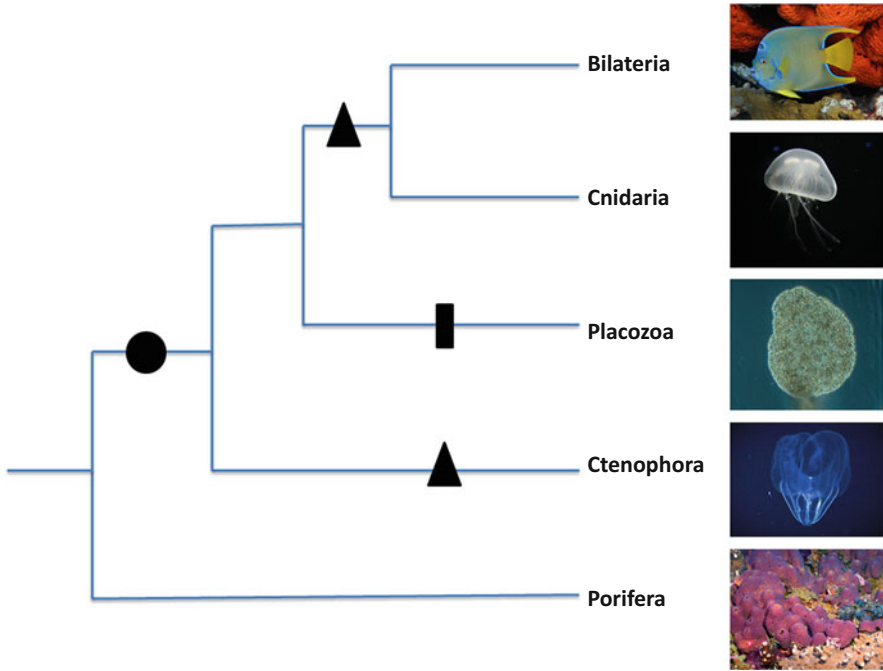 Bilateria
Cnidaria
Placozoa
Ctenophora
Porifera